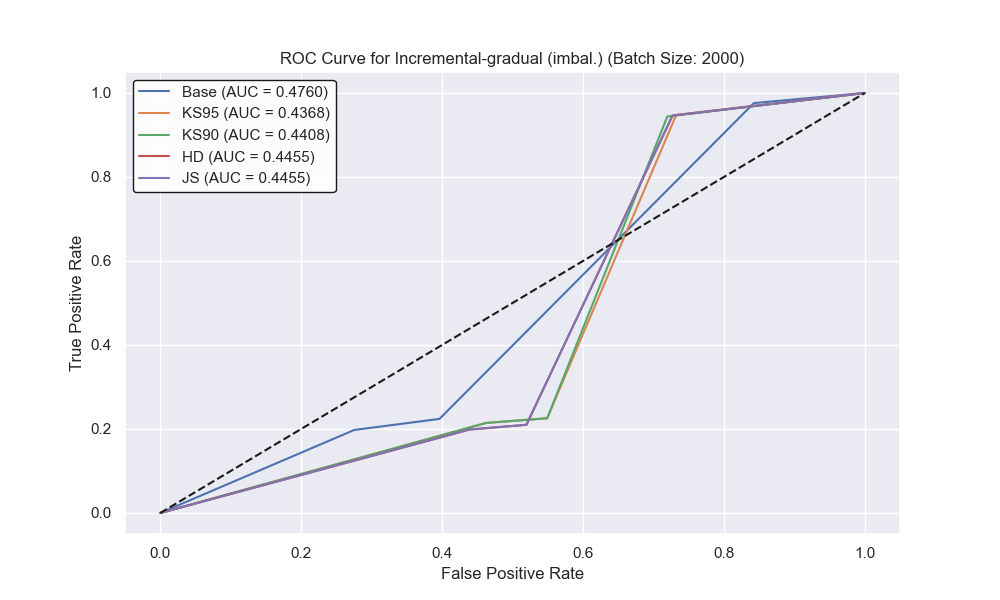 ROC Curve for Incremental-gradual (imbal.) (Batch Size: 2000)
Base (AUC = 0.4760)
KS95 (AUC = 0.4368)
KS90 (AUC = 0.4408)
HD (AUC = 0.4455)
JS (AUC = 0.4455)
True Positive Rate
1.0
0.8
0.6
0.4
0.2
0.0
0.0 0.2 0.4 0.6 0.8 1.0
False Positive Rate